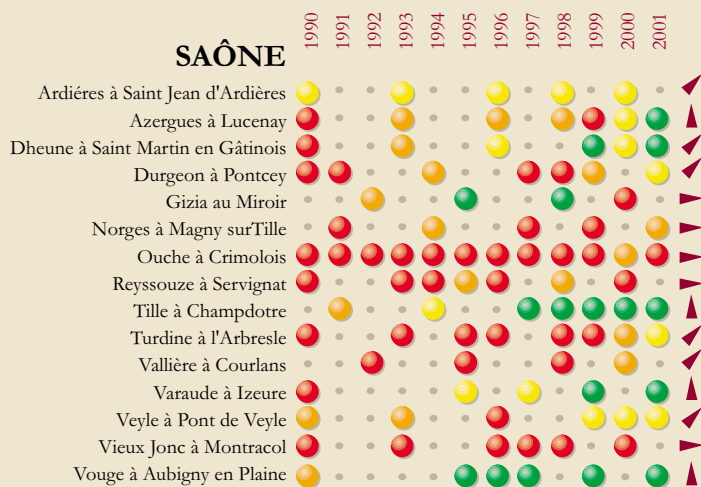 1990 1991 1992 1993 1994 1995 1996 1997 1998 1999 2000 2001
SAÔNE
Ardiéres à Saint Jean d'Ardières
Azergues à Lucenay
Dheune à Saint Martin en Gâtinois
Durgeon à Pontcey
Gizia au Miroir
Norges à Magny surTille
Ouche à Crimolois
Reyssouze à Servignat
Tille à Champdotre
Turdine à l'Arbresle
Vallière à Courlans
Varaude à Izeure
Veyle à Pont de Veyle
Vieux Jonc à Montracol
Vouge à Aubigny en Plaine